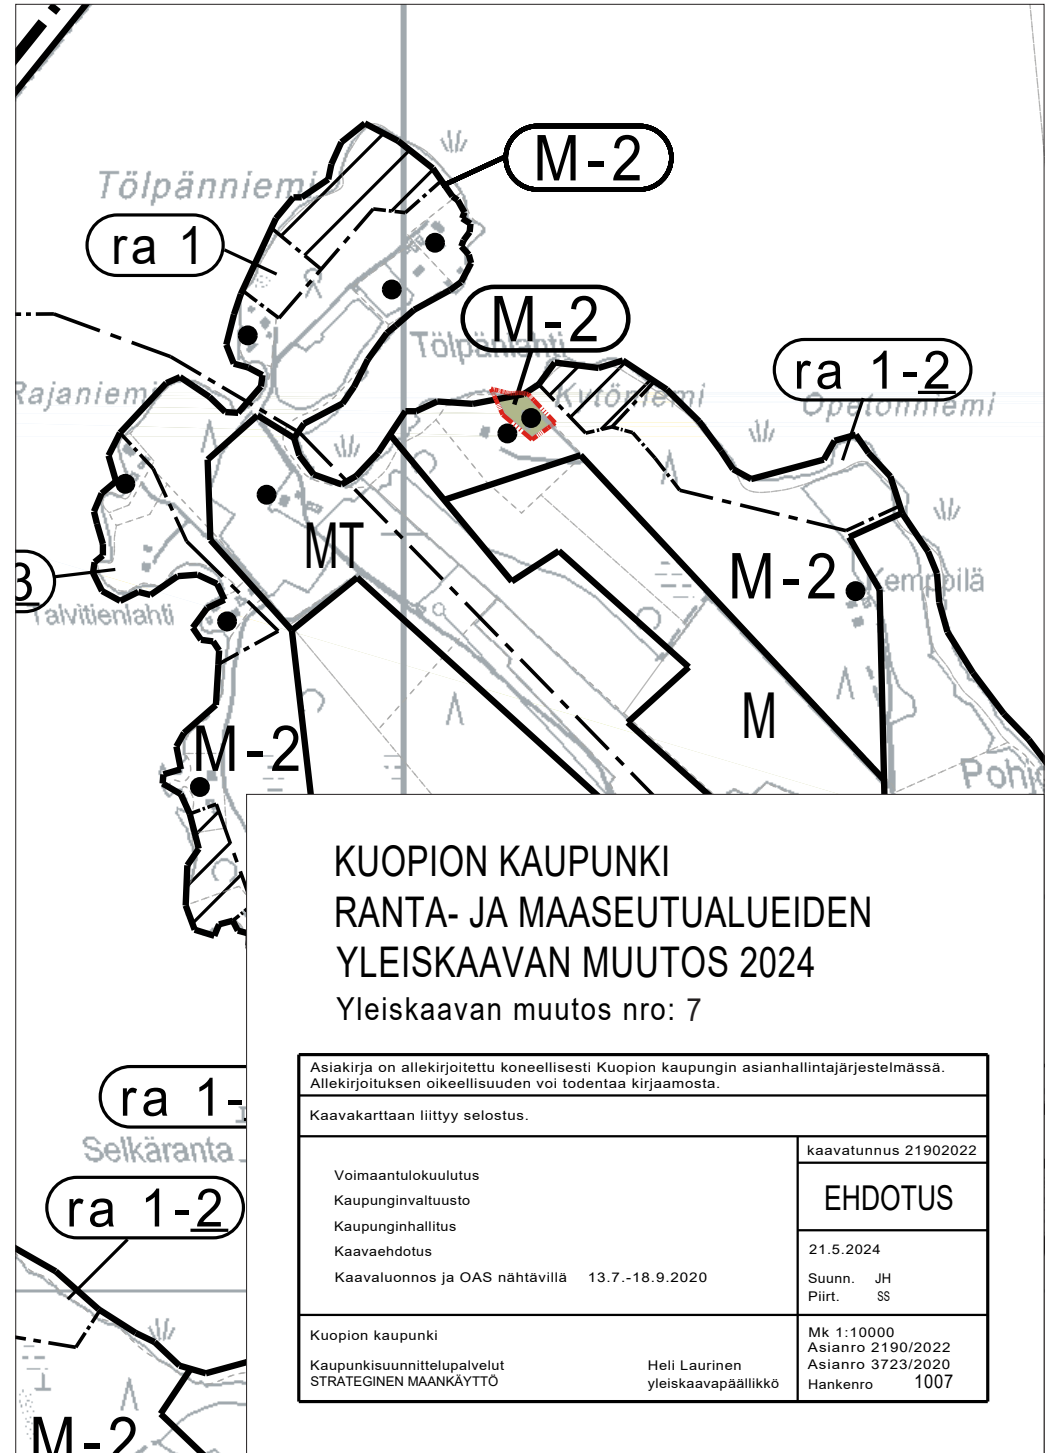 M-2
Tölpänniemi
ra 1
M-2
Tölpänlahti
ra 1-2
Rajaniemi
Kutöniemi
Opetonniemi
MT
M-2
Kemppilä
3
Talvitienlahti
M
M-2
Pohj
KUOPION KAUPUNKI
RANTA- JA MAASEUTUALUEIDEN
YLEISKAAVAN MUUTOS 2024
Yleiskaavan muutos nro: 7
Asiakirja on allekirjoitettu koneellisesti Kuopion kaupungin asianhallintajärjestelmässä.
Allekirjoituksen oikeellisuuden voi todentaa kirjaamosta.
Kaavakarttaan liittyy selostus.
kaavatunnus 21902022
Voimaantulokuulutus
Kaupunginvaltuusto
EHDOTUS
Kaupunginhallitus
Kaavaehdotus
21.5.2024
Kaavaluonnos ja OAS nähtävillä 13.7.-18.9.2020
Suunn. JH
Piirt. SS
Kuopion kaupunki
Mk 1:10000
Asianro 2190/2022
Kaupunkisuunnittelupalvelut Heli Laurinen Asianro 3723/2020
STRATEGINEN MAANKÄYTTÖ yleiskaavapäällikkö Hankenro 1007
ra 1-
Selkäranta
ra 1-2
M-2